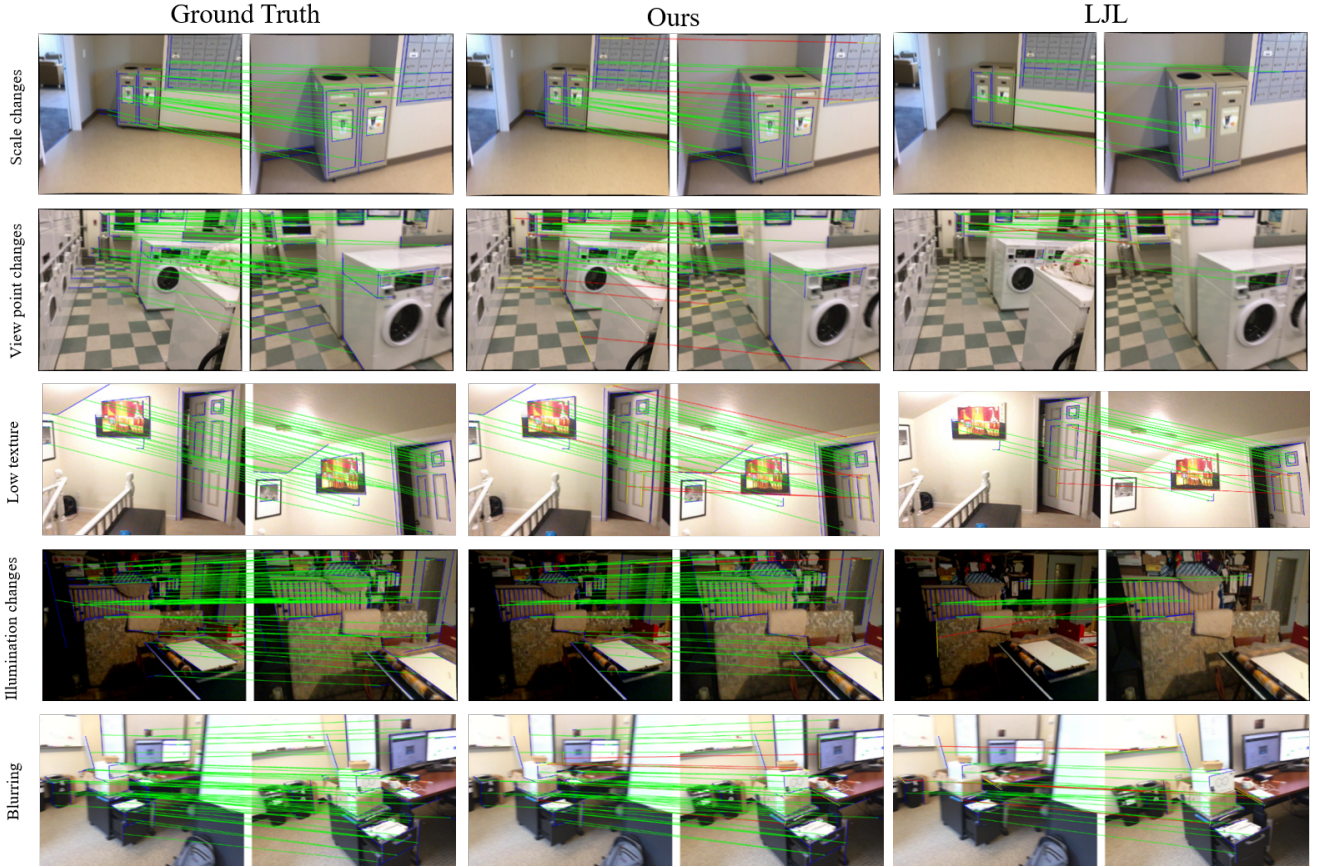 Ground Truth
Ours
LJL
Scale changes
View point changes
Low texture
Illumination changes
Blurring